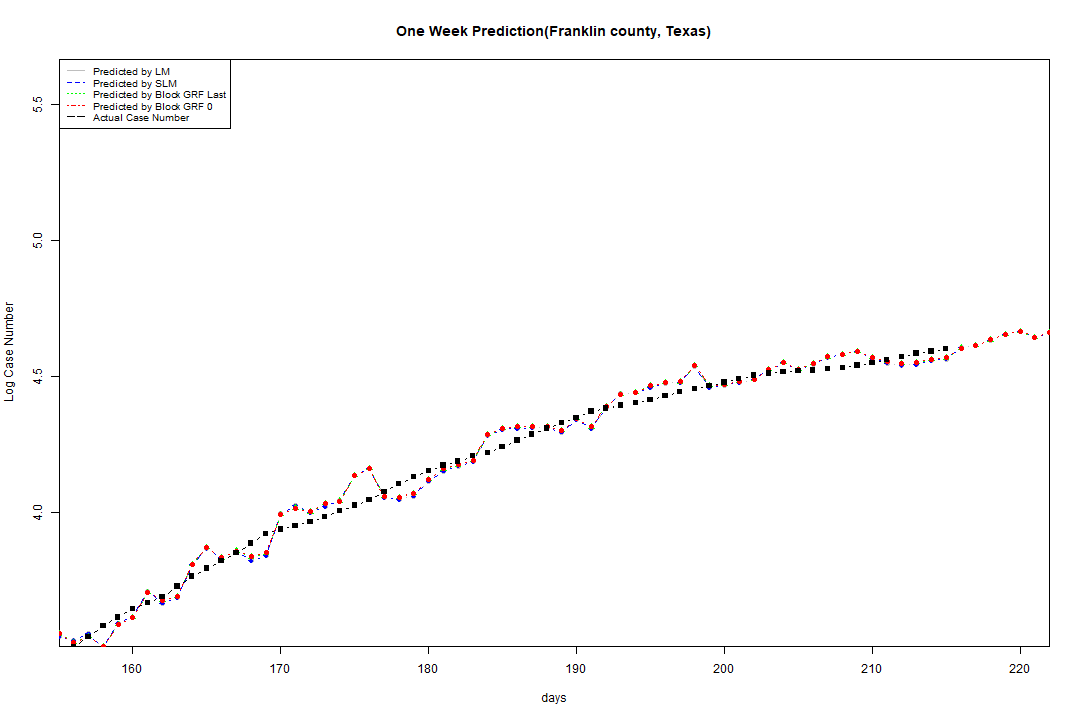 One Week Prediction(Franklin county, Texas)
Predicted by LM
Predicted by SLM
Predicted by Block GRF Last
Predicted by Block GRF 0
Actual Case Number
5.5
5.0
4.5
4.0
Log Case Number
160 170 180 190 200 210 220
days